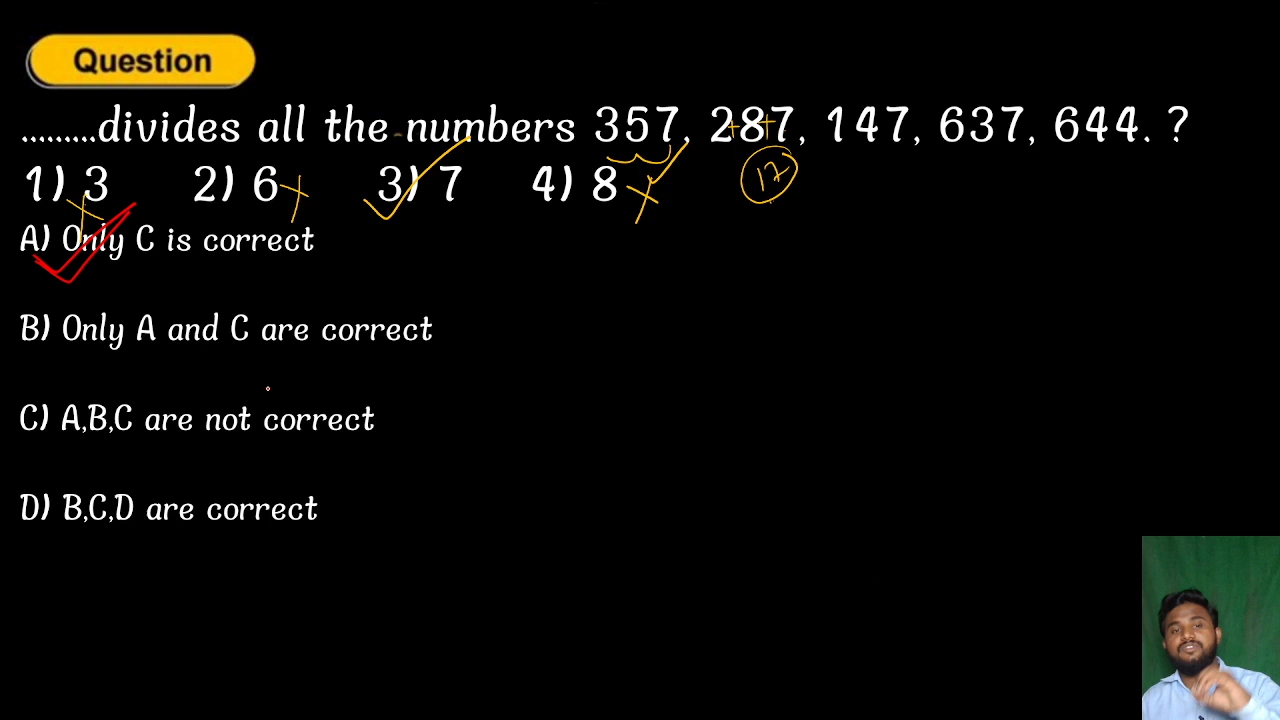 Question
.........divides all the numbers 357, 287, 147, 637, 644. ?
1) 3 2) 6 3) 7 4) 8
17
A) Only C is correct
B) Only A and C are correct
C) A,B,C are not correct
D) B,C,D are correct